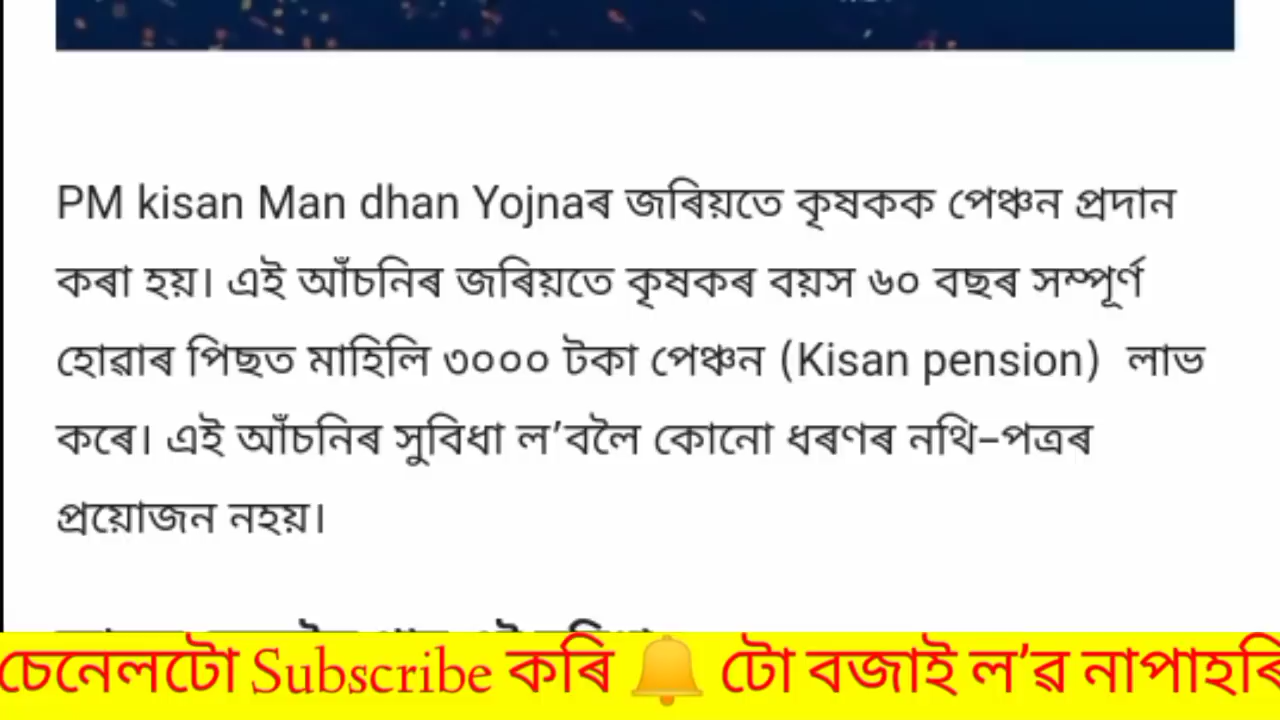 PM kisan Man dhan Yojnaৰ জৰিয়তে কৃষকক পেঞ্চন প্ৰদান
কৰা হয়। এই আঁচনিৰ জৰিয়তে কৃষকৰ বয়স ৬০ বছৰ সম্পূৰ্ণ
হোৱাৰ পিছত মাহিলি ৩০০০ টকা পেঞ্চন (Kisan pension) লাভ
কৰে। এই আঁচনিৰ সুবিধা ল’বলৈ কোনো ধৰণৰ নথি–পত্ৰৰ
প্ৰয়োজন নহয়।
চেনেলটো Subscribe কৰি 🔔 টো বজাই ল’ৱ নাপাহৰি